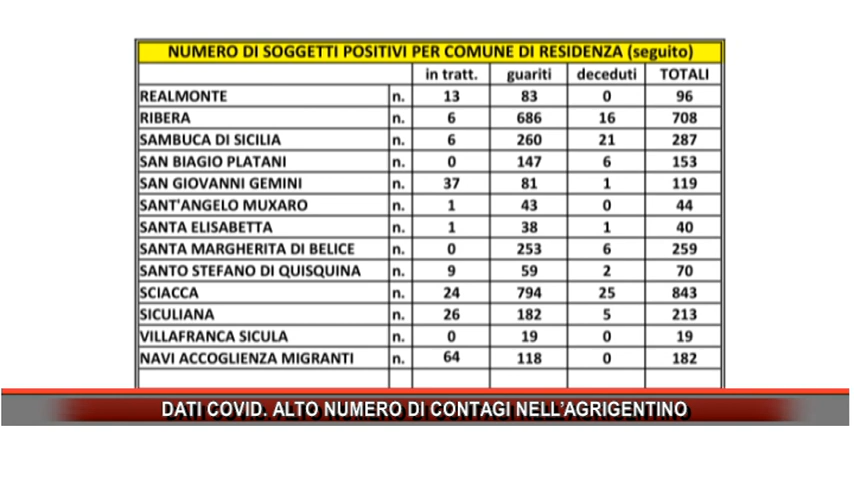 NUMERO DI SOGGETTI POSITIVI PER COMUNE DI RESIDENZA (seguito)
in tratt. guariti deceduti TOTALI
REALMONTE n. 13 83 0 96
RIBERA n. 6 686 16 708
SAMBUCA DI SICILIA n. 6 260 21 287
SAN BIAGIO PLATANI n. 0 147 6 153
SAN GIOVANNI GEMINI n. 37 81 1 119
SANT'ANGELO MUXARO n. 1 43 0 44
SANTA ELISABETTA n. 1 38 1 40
SANTA MARGHERITA DI BELICE n. 0 253 6 259
SANTO STEFANO DI QUISQUINA n. 9 59 2 70
SCIACCA n. 24 794 25 843
SICULIANA n. 26 182 5 213
VILLAFRANCA SICULA n. 0 19 0 19
NAVI ACCOGLIENZA MIGRANTI n. 64 118 0 182
DATI COVID. ALTO NUMERO DI CONTAGI NELL'AGRIGENTINO